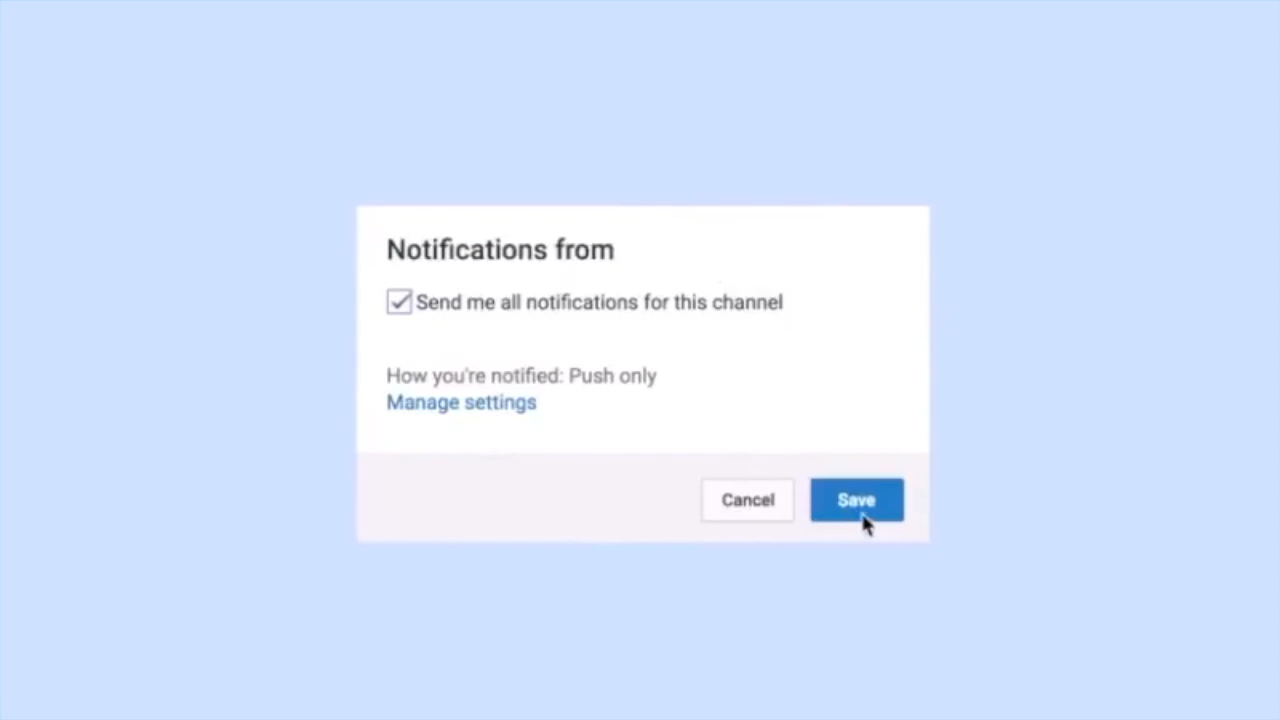 Notifications from
Send me all notifications for this channel
How you're notified: Push only
Manage settings
Cancel Save